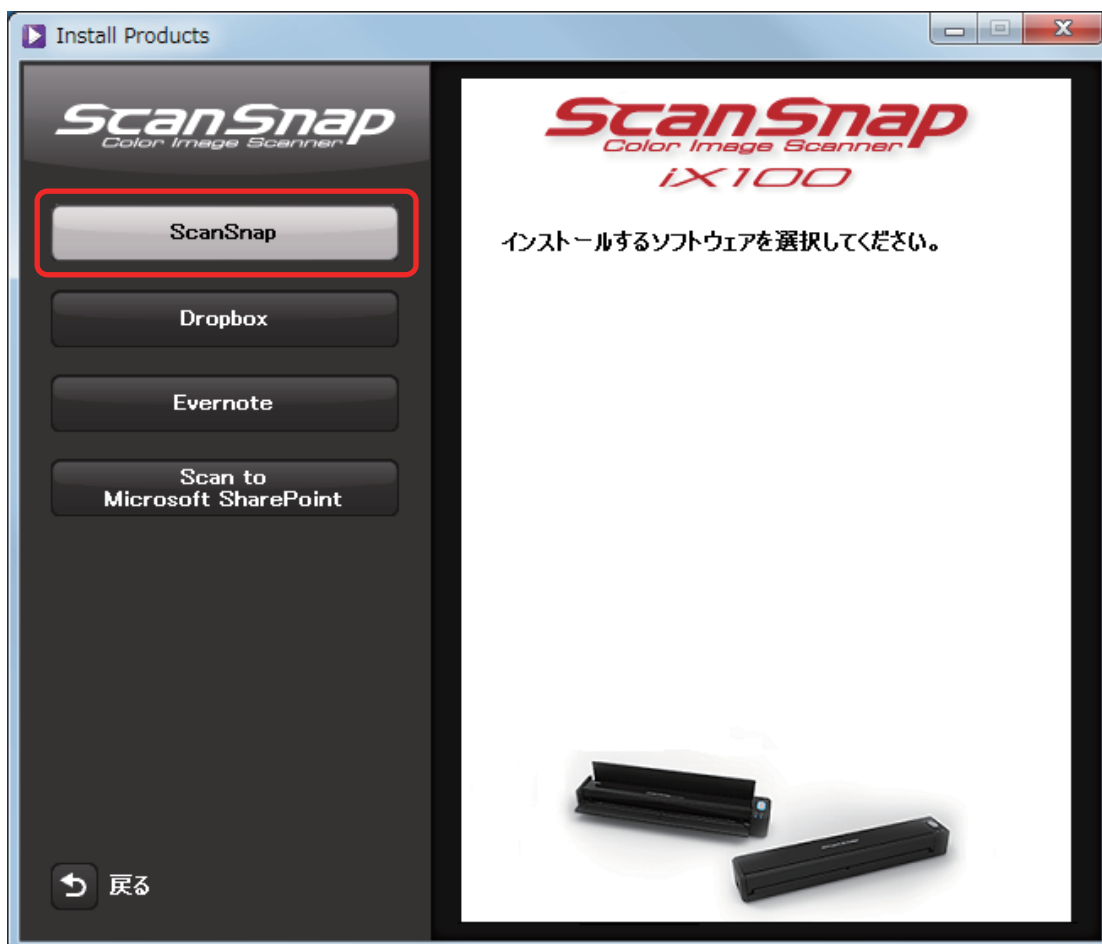 Install Products
ScanSnap
Color Image Scanner
ScanSnap
Dropbox
Evernote
Scan to
Microsoft SharePoint
戻る
ScanSnap
Color Image Scanner
iX100
インストールするソフトウェアを選択してください。
ScanSnap